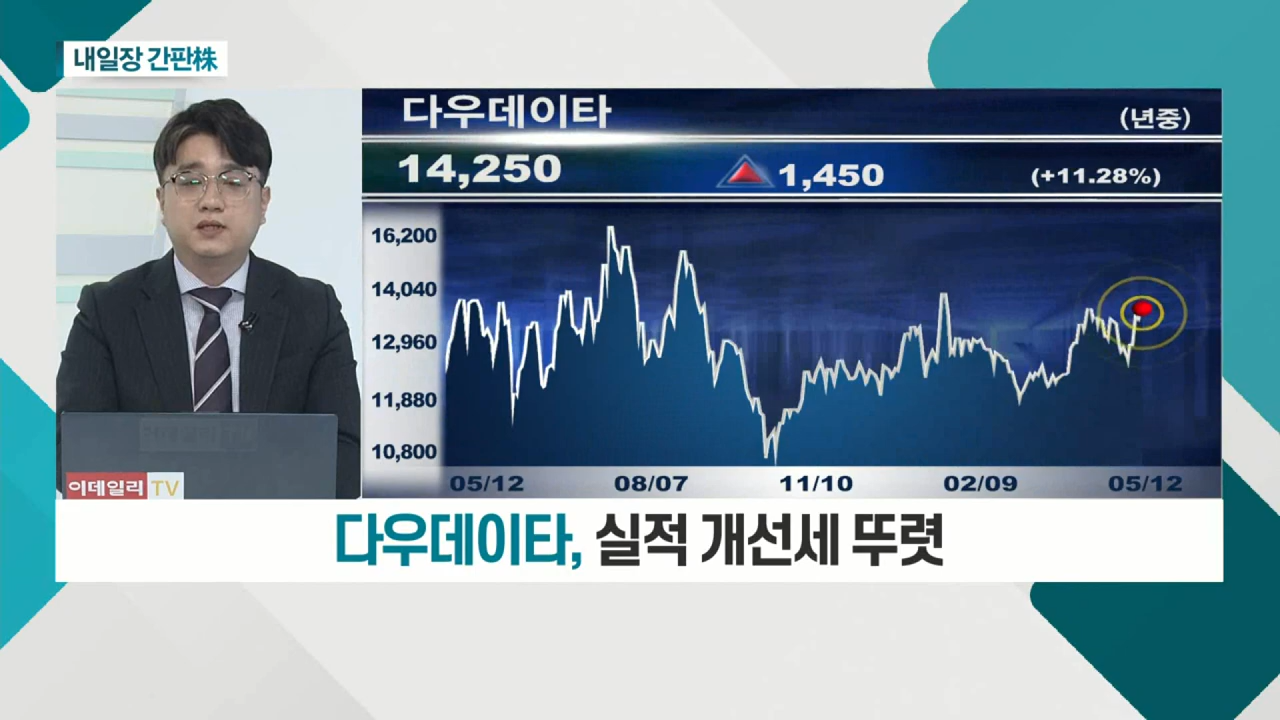 내일장 간판株
다우데이타
(년중)
14,250
1,450
(+11.28%)
16,200
14,040
12,960
11,880
10,800
05/12 08/07 11/10 02/09 05/12
이데일리 TV
다우데이타, 실적 개선세 뚜렷